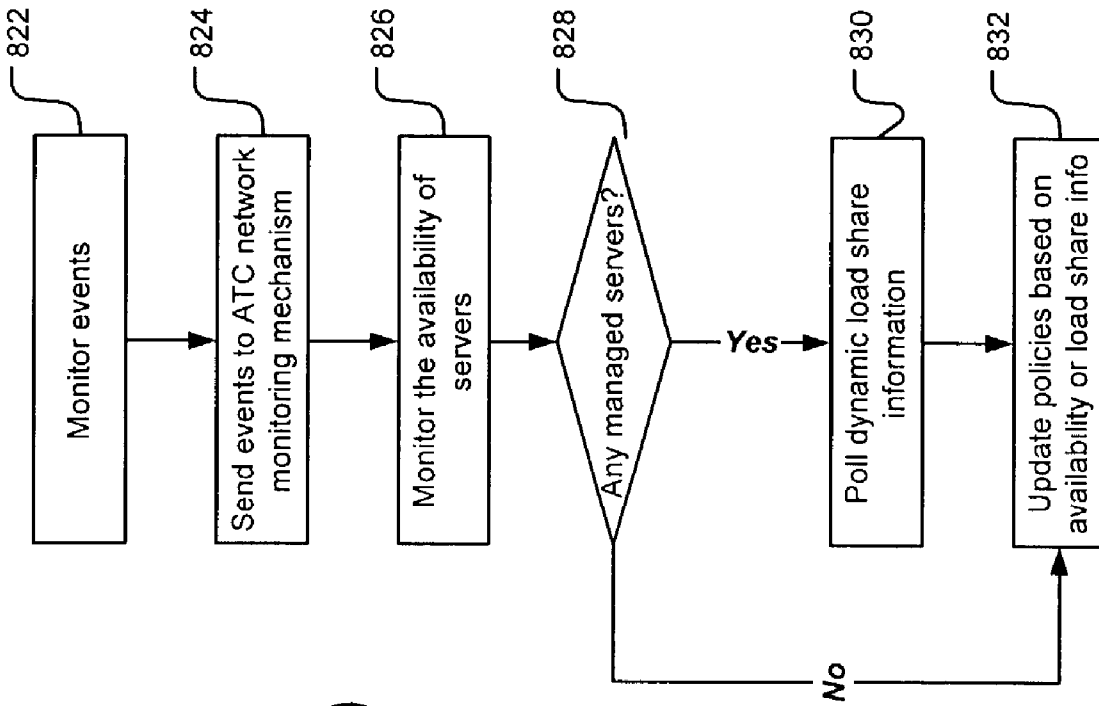 822
Monitor events
824
Send events to ATC network
monitoring mechanism
826
Monitor the availability of
servers
828
Any managed servers?
Yes
No
830
Poll dynamic load share
information
832
Update policies based on
availability or load share info